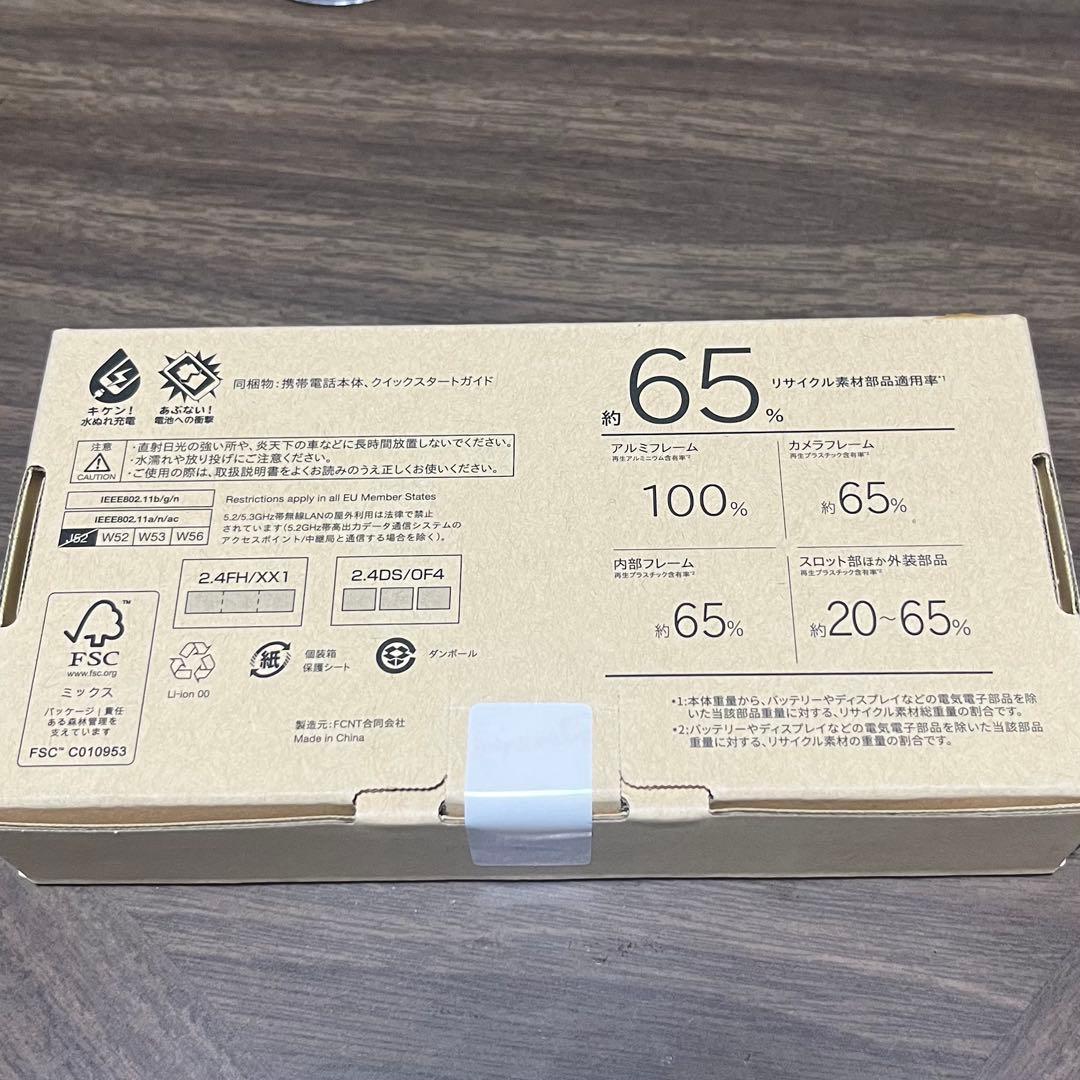 キケン!
水ぬれ充電
あぶない!
電池への衝撃
同梱物:携帯電話本体、クイックスタートガイド
注意
CAUTION
・直射日光の強い所や、炎天下の車などに長時間放置しないでください。
・水濡れや放り投げにご注意ください。
・ご使用の際は、取扱説明書をよくお読みのうえ正しくお使いください。
IEEE802.11b/g/n
IEEE802.11a/n/ac
J52 W52 W53 W56
Restrictions apply in all EU Member States
5.2/5.3GHz帯無線LANの屋外利用は法律で禁止
されています(5.2GHz帯高出力データ通信システムの
アクセスポイント/中継局と通信する場合を除く)。
2.4FH/XX1
2.4DS/OF4
FSC
™
www.fsc.org
ミックス
パッケージ|責任
ある森林管理を
支えています
FSC™ C010953
Li-ion 00
紙
個装箱
保護シート
ダンボール
製造元:FCNT合同会社
Made in China
約65% リサイクル素材部品適用率*1
アルミフレーム
再生アルミニウム含有率*2
100%
カメラフレーム
再生プラスチック含有率*2
約65%
内部フレーム
再生プラスチック含有率*2
約65%
スロット部ほか外装部品
再生プラスチック含有率*2
約20~65%
*1:本体重量から、バッテリーやディスプレイなどの電気電子部品を除
いた当該部品重量に対する、リサイクル素材総重量の割合です。
*2:バッテリーやディスプレイなどの電気電子部品を除いた当該部品
重量に対する、リサイクル素材の重量の割合です。